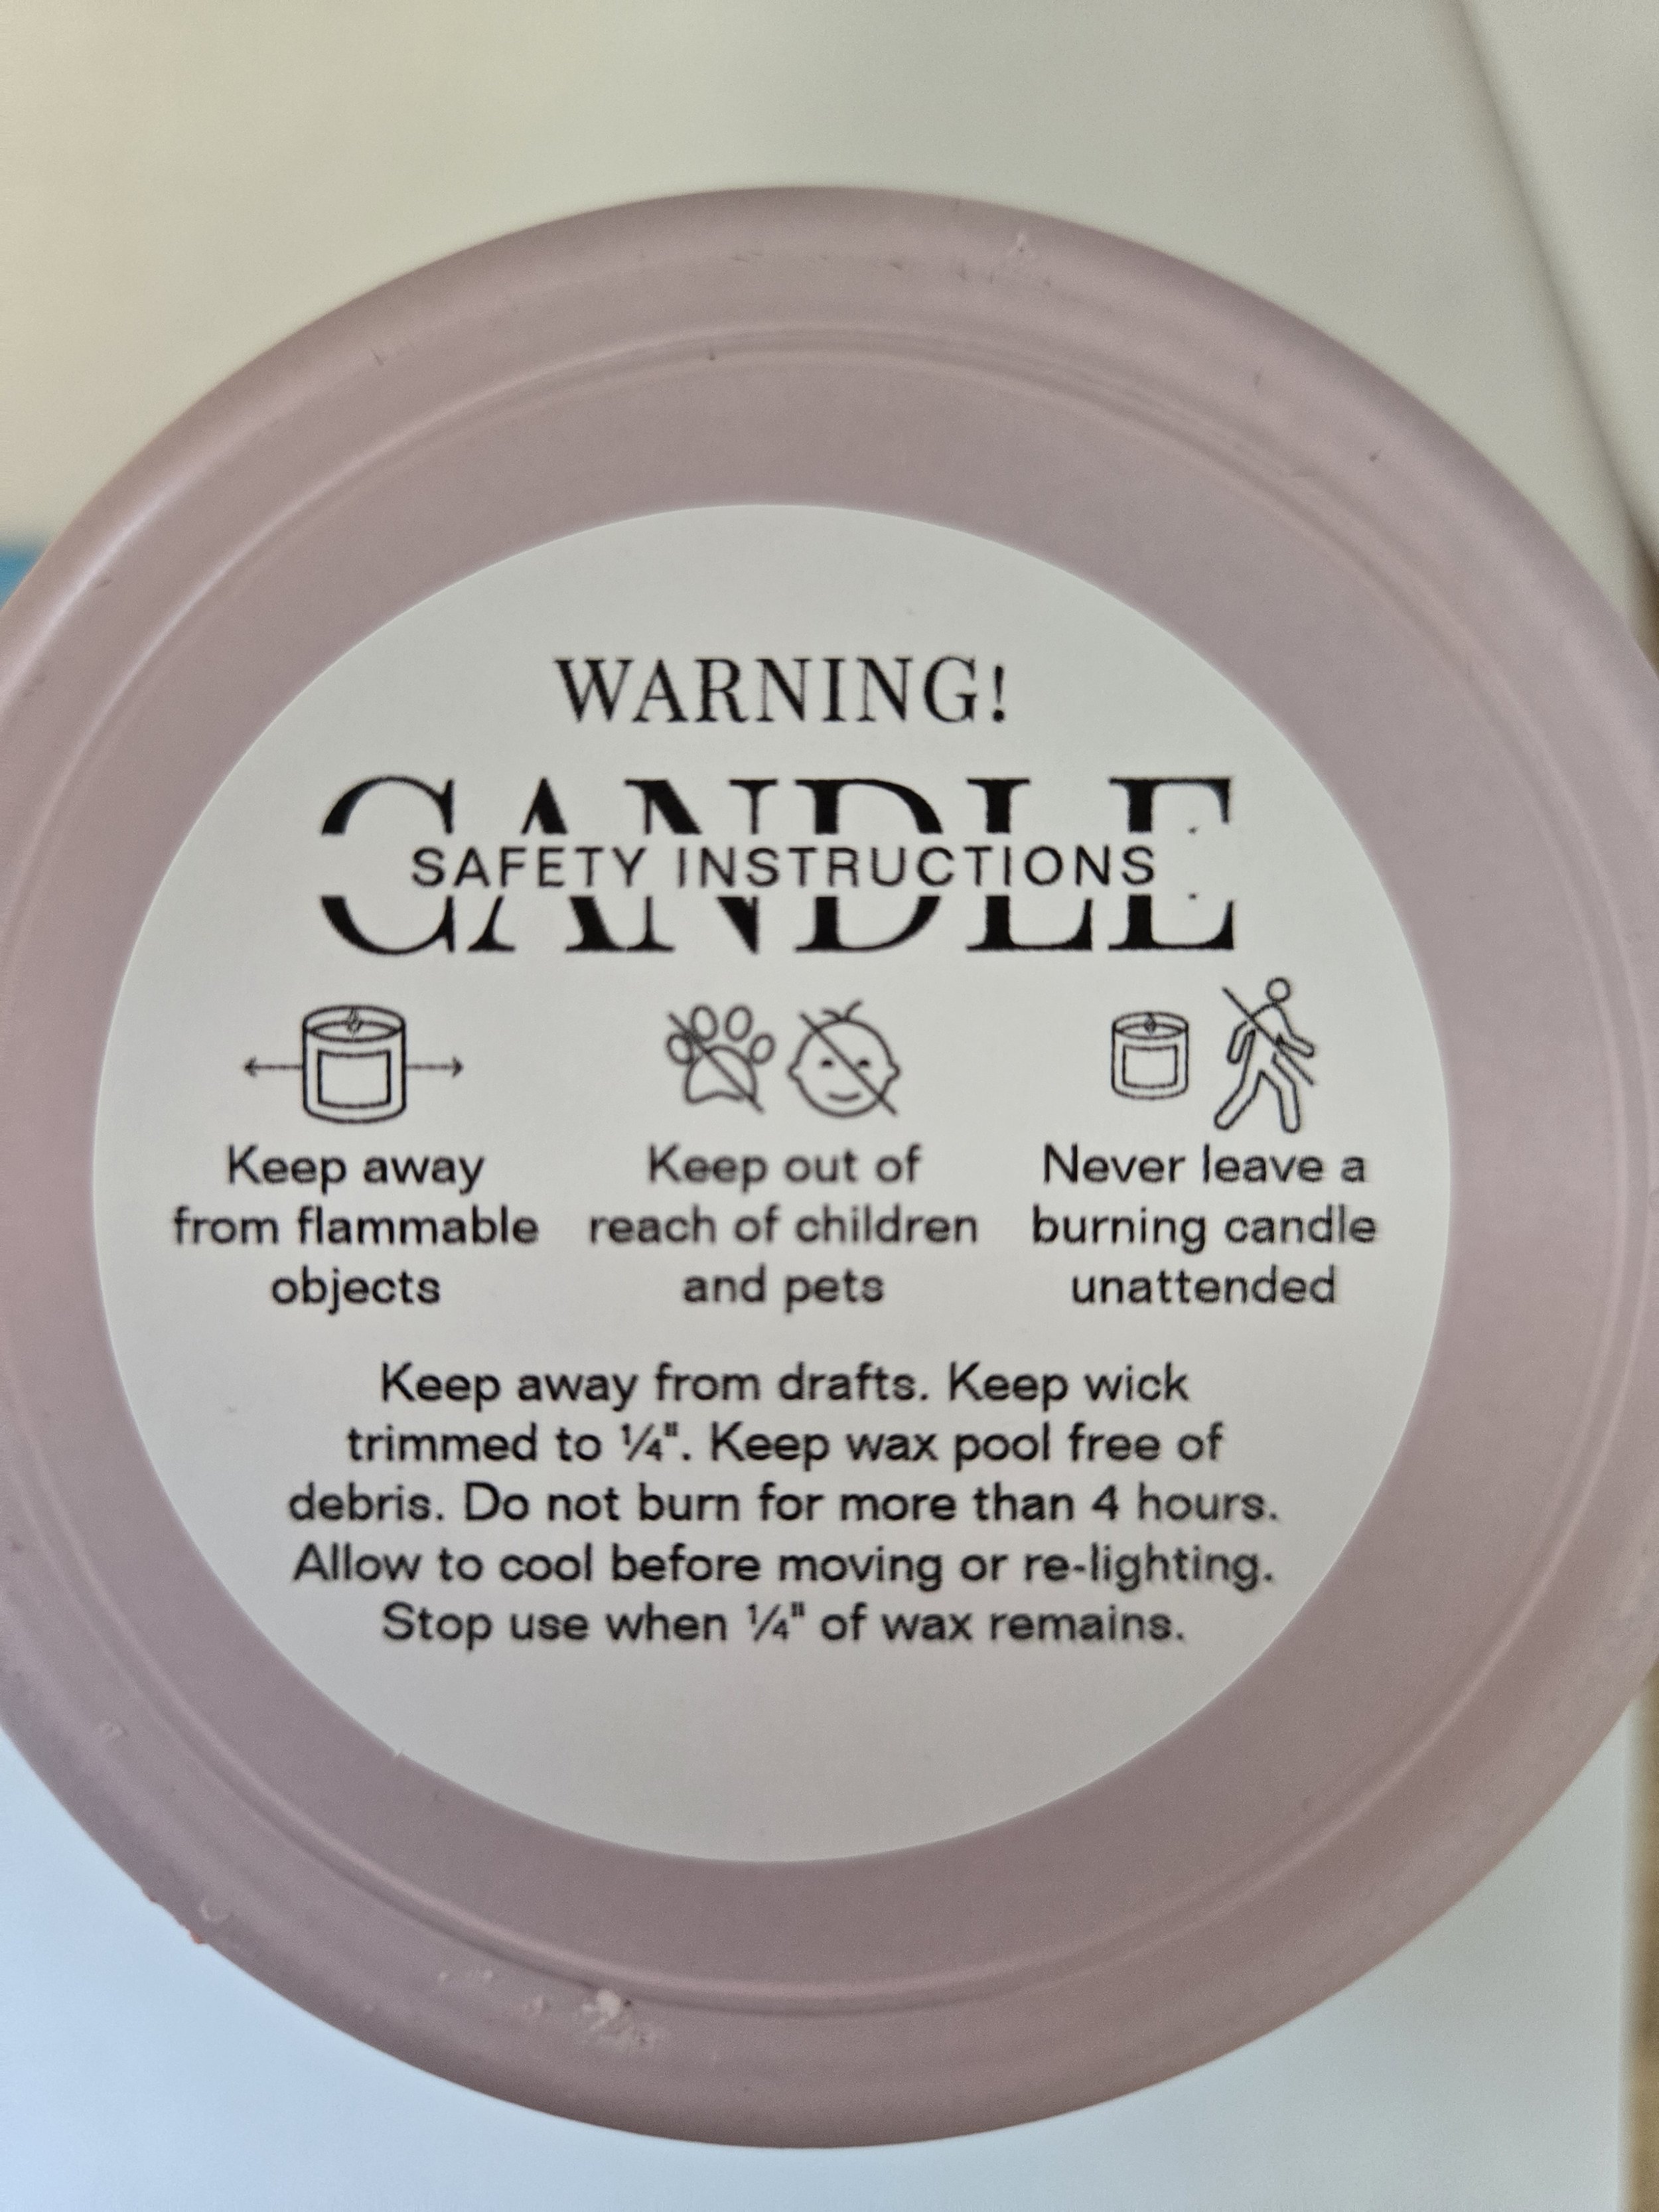 WARNING!
CANDLE
SAFETY INSTRUCTIONS
Keep away
from flammable
objects
Keep out of
reach of children
and pets
Never leave a
burning candle
unattended
Keep away from drafts. Keep wick
trimmed to ¼". Keep wax pool free of
debris. Do not burn for more than 4 hours.
Allow to cool before moving or re-lighting.
Stop use when ¼" of wax remains.